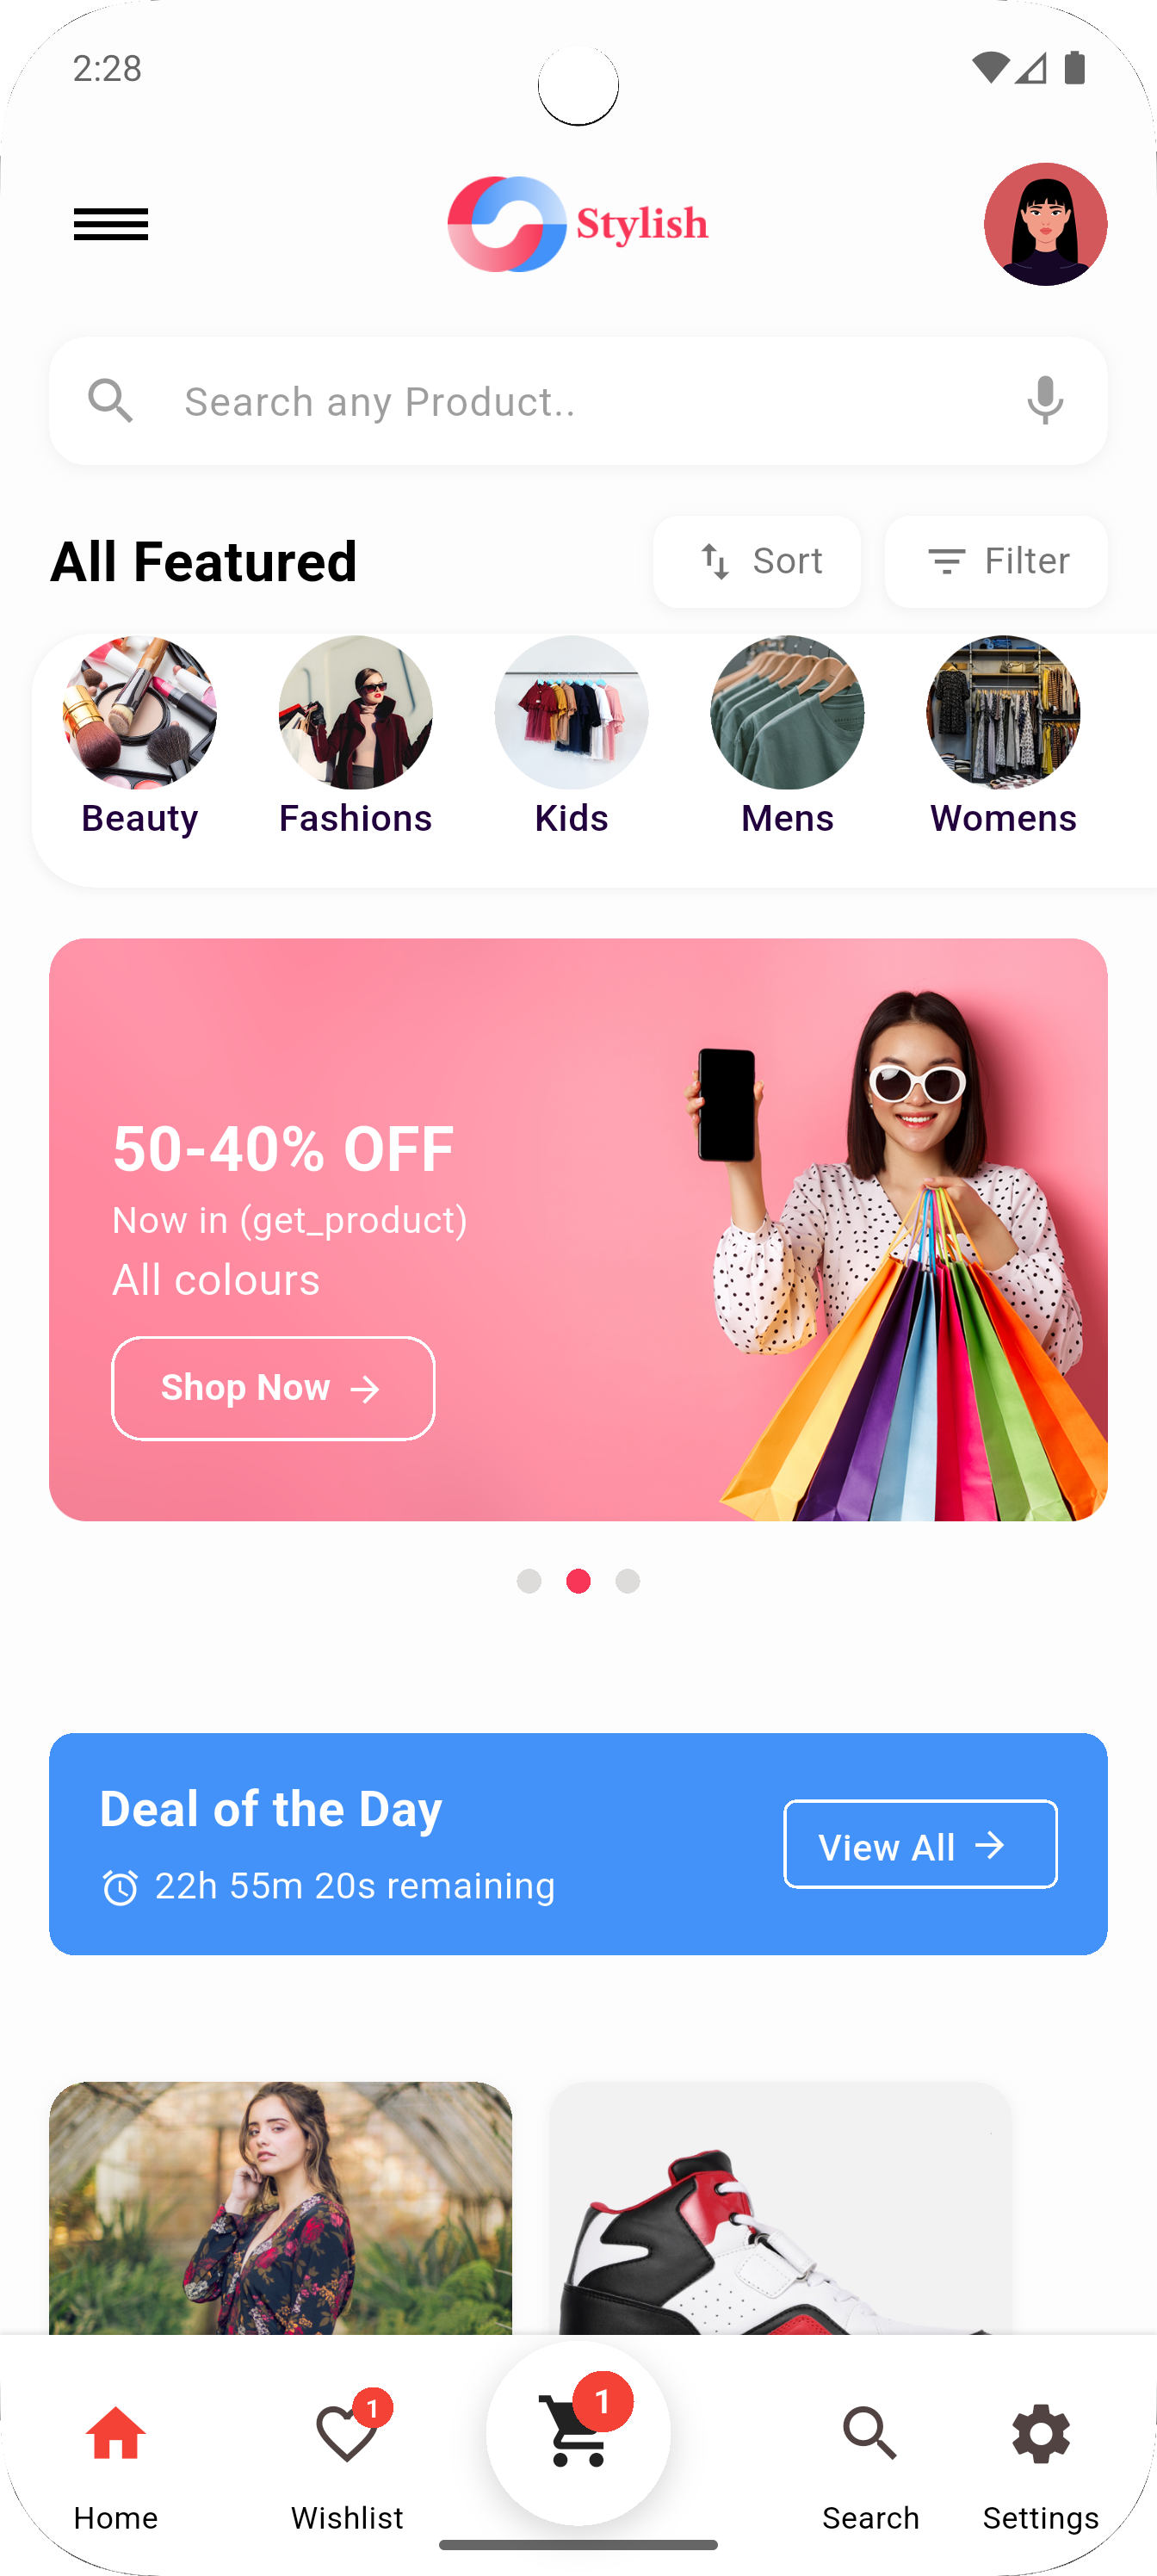 2:28
Stylish
Search any Product..
All Featured
Sort
Filter
Beauty
Fashions
Kids
Mens
Womens
50-40% OFF
Now in (get_product)
All colours
Shop Now
Deal of the Day
22h 55m 20s remaining
View All
1
1
Home
Wishlist
Search
Settings